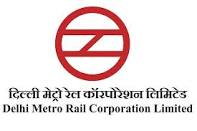 दिल्ली मेट्रो रेल कॉरपोरेशन लिमिटेड
Delhi Metro Rail Corporation Limited